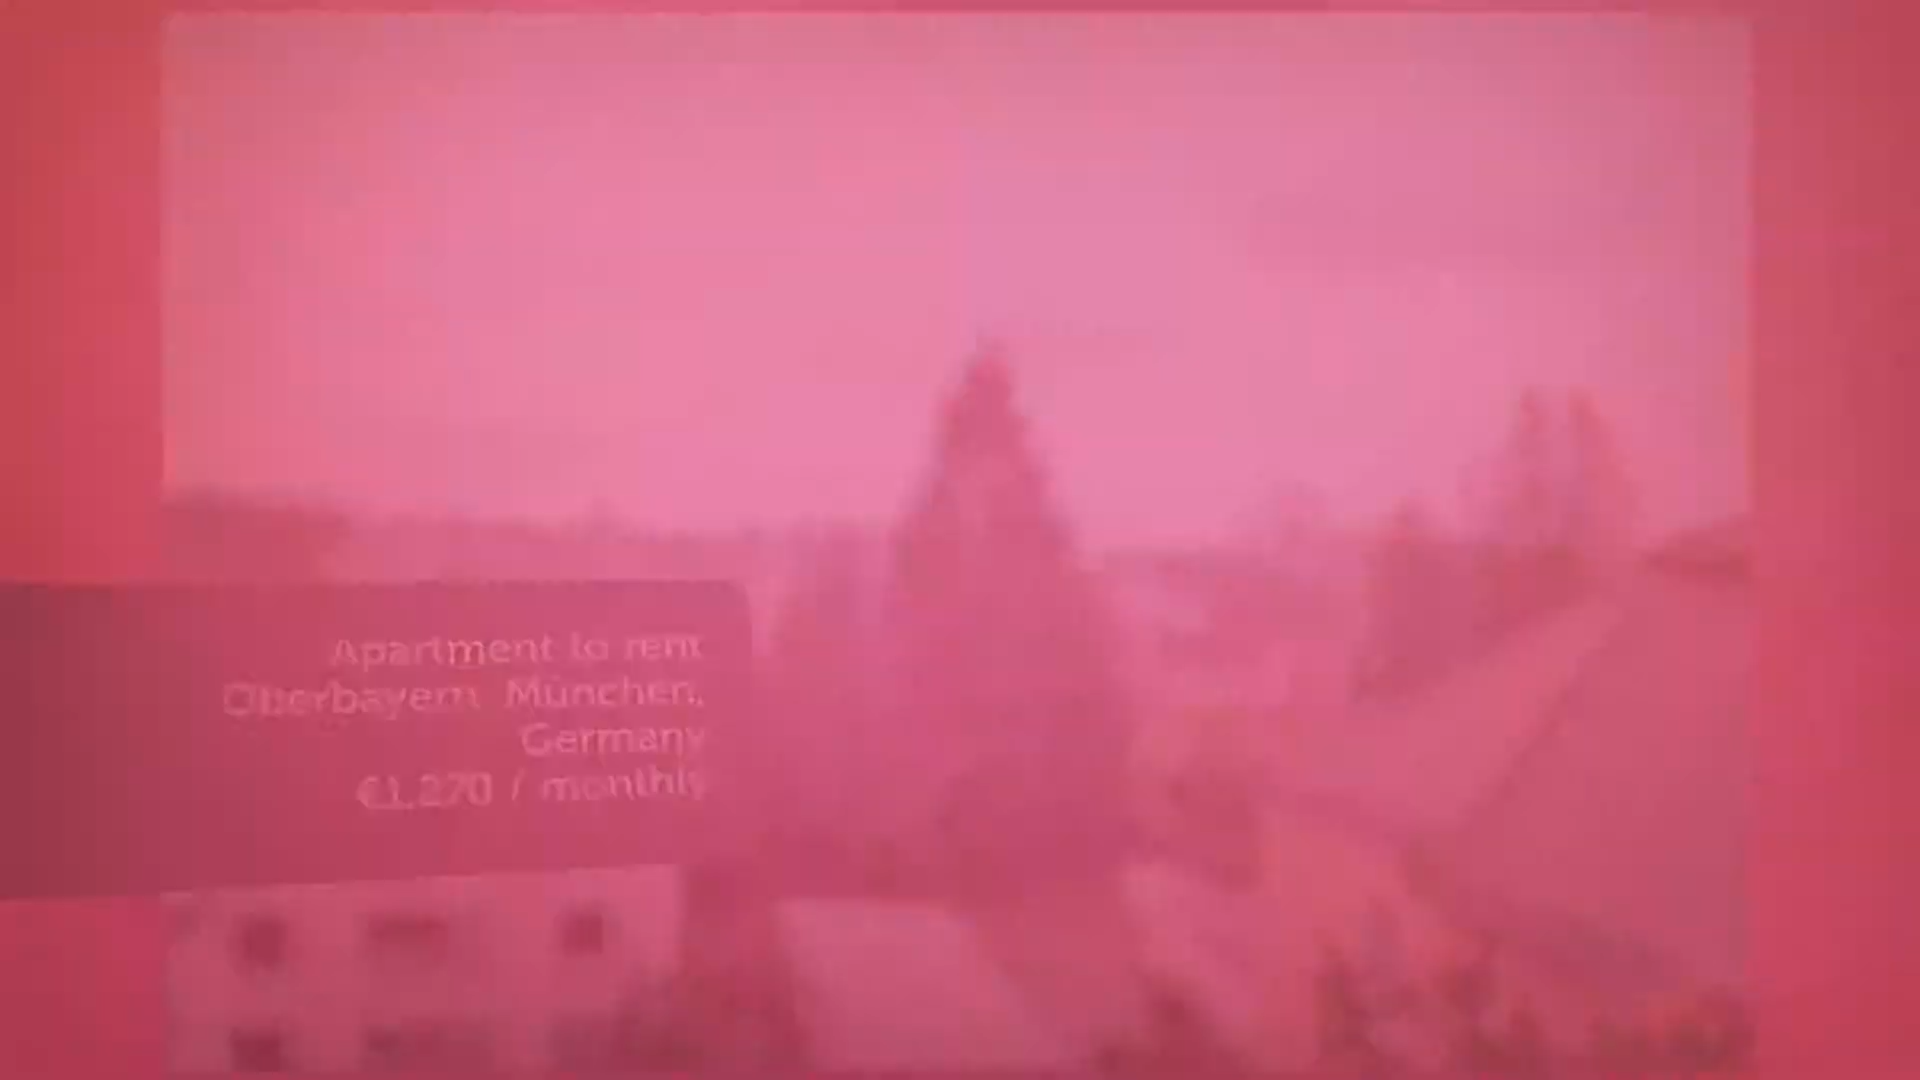 Apartment to rent
Oberbayern München,
Germany
€1,270 / monthly